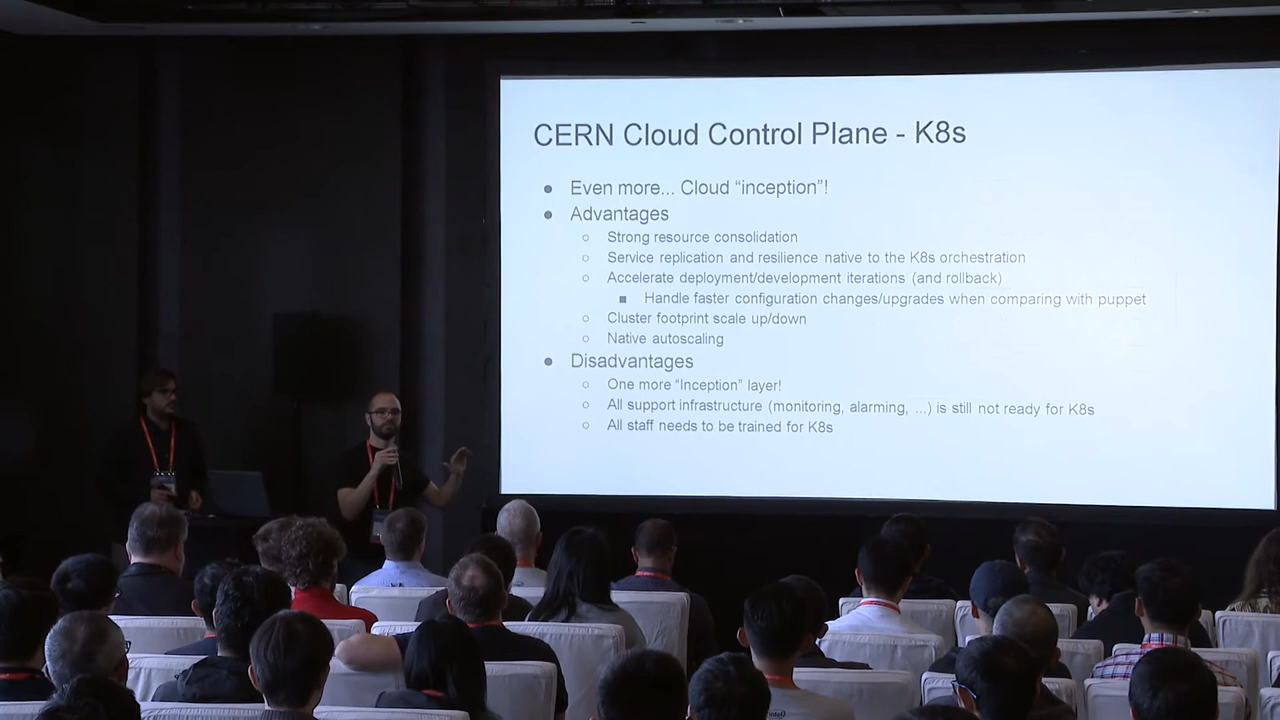 CERN Cloud Control Plane - K8s
● Even more... Cloud “inception”!
● Advantages
○ Strong resource consolidation
○ Service replication and resilience native to the K8s orchestration
○ Accelerate deployment/development iterations (and rollback)
■ Handle faster configuration changes/upgrades when comparing with puppet
○ Cluster footprint scale up/down
○ Native autoscaling
● Disadvantages
○ One more “Inception” layer!
○ All support infrastructure (monitoring, alarming, ...) is still not ready for K8s
○ All staff needs to be trained for K8s
intel